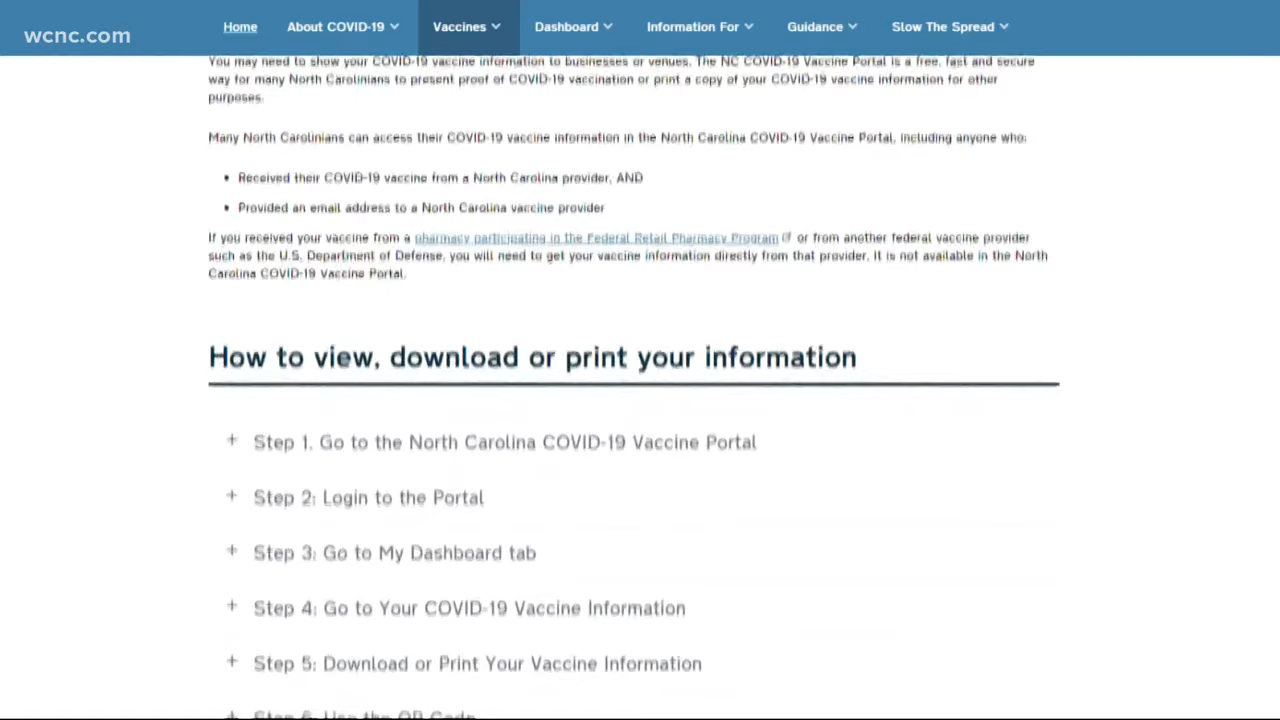 wcnc.com
Home About COVID-19 Vaccines Dashboard Information For Guidance Slow The Spread
You may need to show your COVID-19 vaccine information to businesses or venues. The NC COVID-19 Vaccine Portal is a free, fast and secure
way for many North Carolinians to present proof of COVID-19 vaccination or print a copy of your COVID-19 vaccine information for other
purposes.
Many North Carolinians can access their COVID-19 vaccine information in the North Carolina COVID-19 Vaccine Portal, including anyone who:
• Received their COVID-19 vaccine from a North Carolina provider, AND
• Provided an email address to a North Carolina vaccine provider
If you received your vaccine from a pharmacy participating in the Federal Retail Pharmacy Program or from another federal vaccine provider
such as the U.S. Department of Defense, you will need to get your vaccine information directly from that provider. It is not available in the North
Carolina COVID-19 Vaccine Portal.
How to view, download or print your information
+ Step 1. Go to the North Carolina COVID-19 Vaccine Portal
+ Step 2: Login to the Portal
+ Step 3: Go to My Dashboard tab
+ Step 4: Go to Your COVID-19 Vaccine Information
+ Step 5: Download or Print Your Vaccine Information
+ Step 6: Use the QR Code